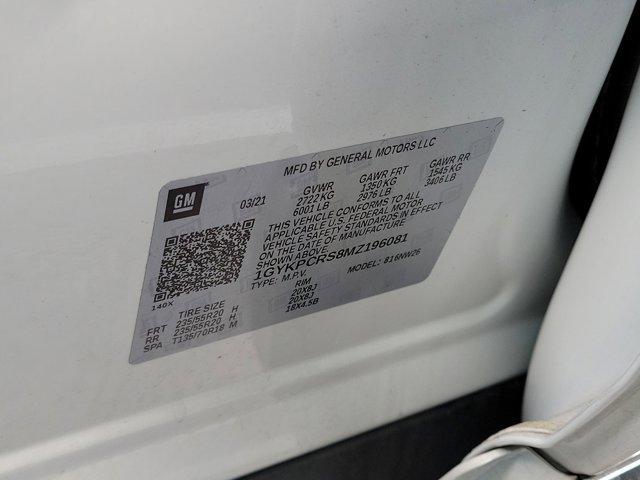 MFD BY GENERAL MOTORS LLC
GM
03/21
GVWR GAWR FRT GAWR RR
2722 KG 1350 KG 1545 KG
6001 LB 2976 LB 3406 LB
THIS VEHICLE CONFORMS TO ALL
APPLICABLE U.S. FEDERAL MOTOR
VEHICLE SAFETY STANDARDS IN EFFECT
ON THE DATE OF MANUFACTURE
SHOWN ABOVE.
1GYKPCRS8MZ196081
TYPE: M.P.V. MODEL: 816NW26
140X
TIRE SIZE RIM
FRT 235/55R20 H 20X8J
RR 235/55R20 H 20X8J
SPA T135/70R18 M 18X4.5B